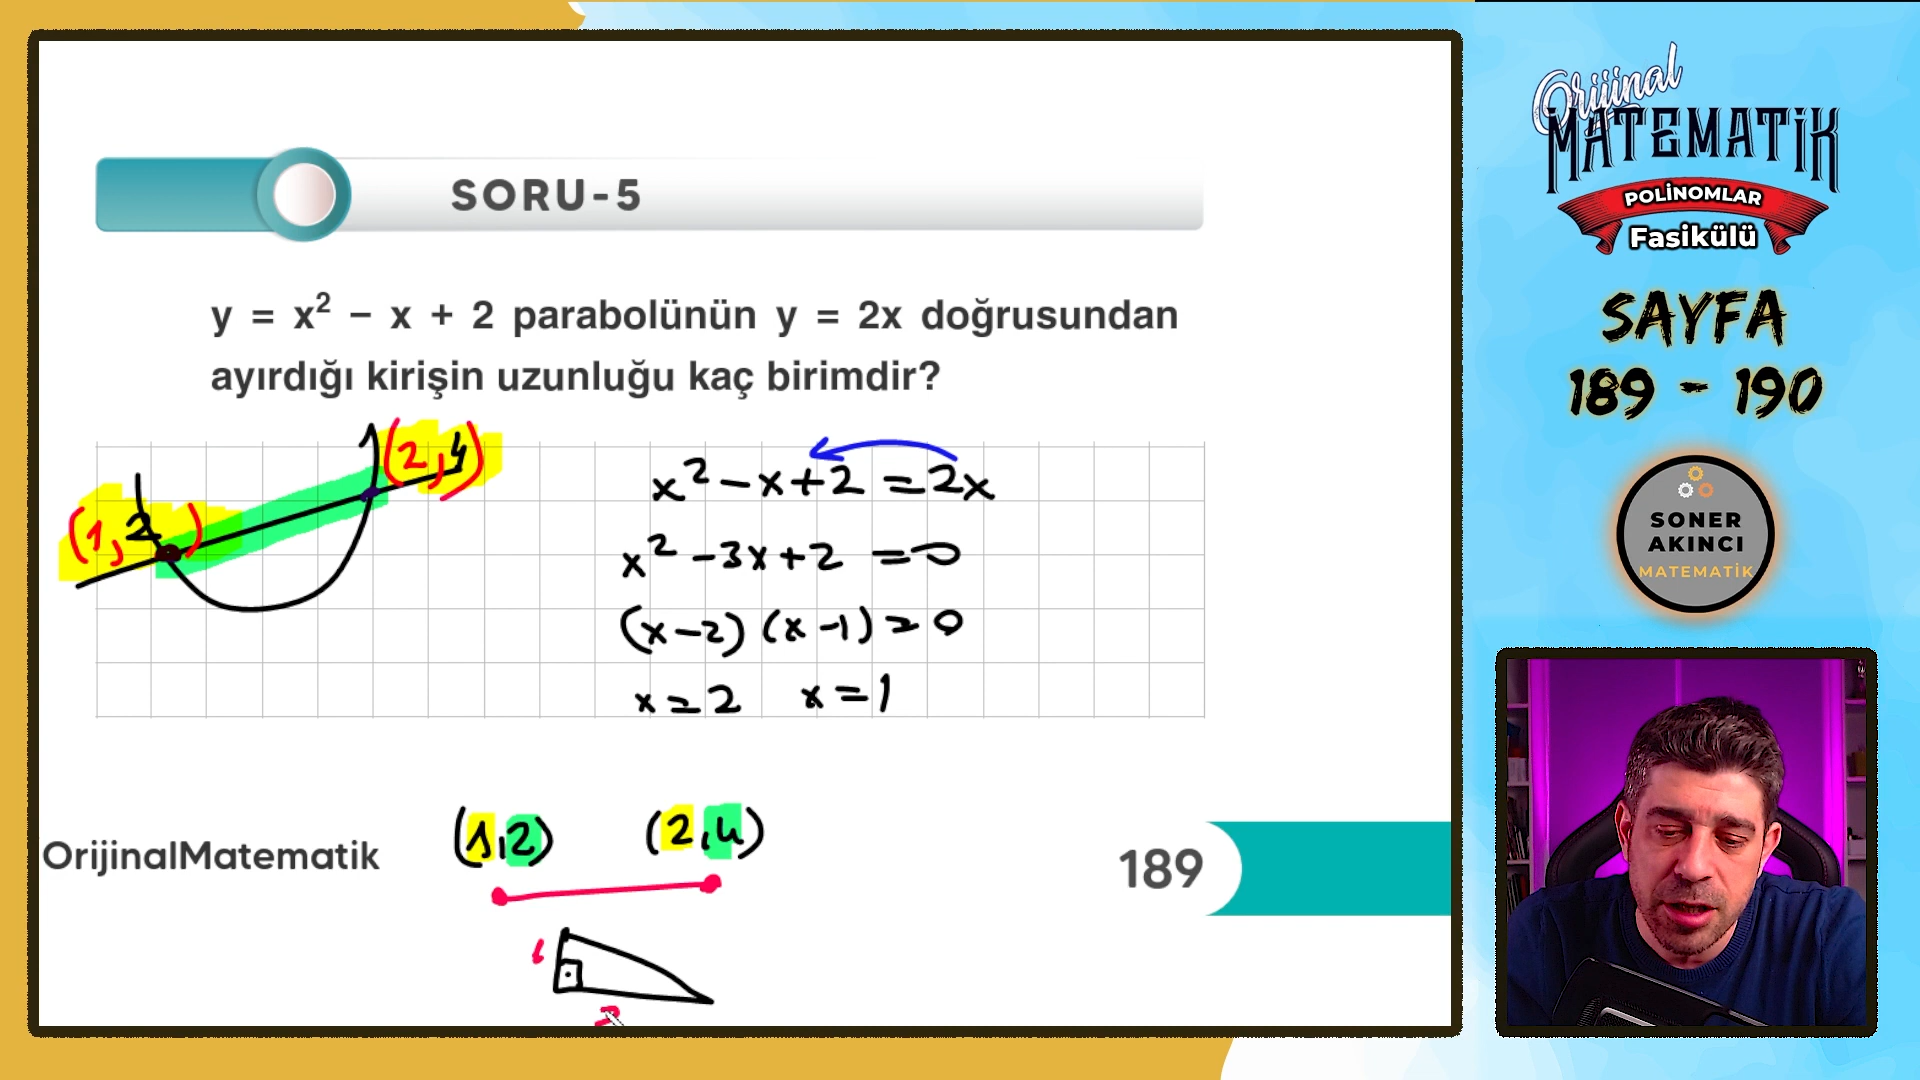 SORU-5
y = x² − x + 2 parabolünün y = 2x doğrusundan
ayırdığı kirişin uzunluğu kaç birimdir?
(2,4)
(1,2)
x² − x + 2 = 2x
x² − 3x + 2 = 0
(x − 2) (x − 1) = 0
x = 2 x = 1
(1,2) (2,4)
OrijinalMatematik
189
Orijinal
MATEMATİK
POLİNOMLAR
Fasikülü
SAYFA
189 - 190
SONER
AKINCI
MATEMATİK